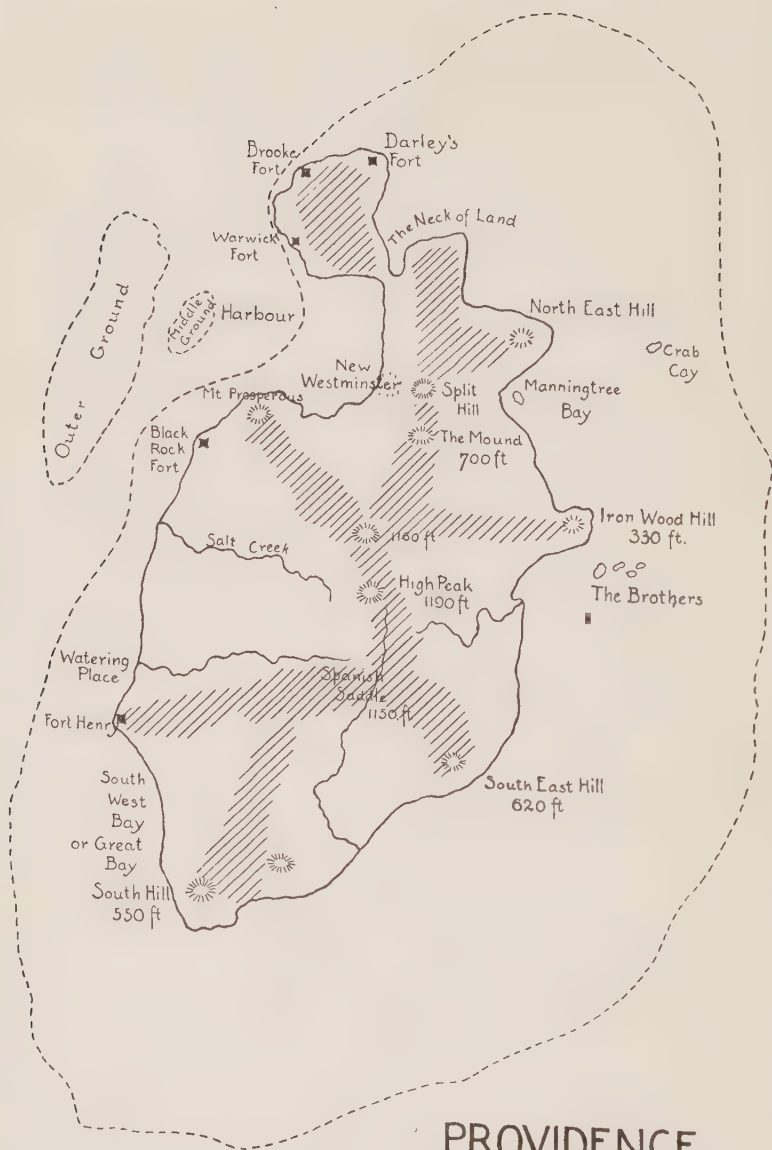 Brooke
Fort
Darley's
Fort
The Neck of Land
Warwick
Fort
Outer Ground
Middle
Ground
Harbour
North East Hill
Crab
Cay
New
Westminster
Split
Hill
Manningtree
Bay
Mt Prosperous
Black
Rock
Fort
The Mound
700 ft
Iron Wood Hill
330 ft.
1160 ft
Salt Creek
High Peak
1190 ft
The Brothers
Watering
Place
Spanish
Saddle
1150 ft
Fort Henry
South
West
Bay
or Great
Bay
South East Hill
620 ft
South Hill
550 ft
PROVIDENCE